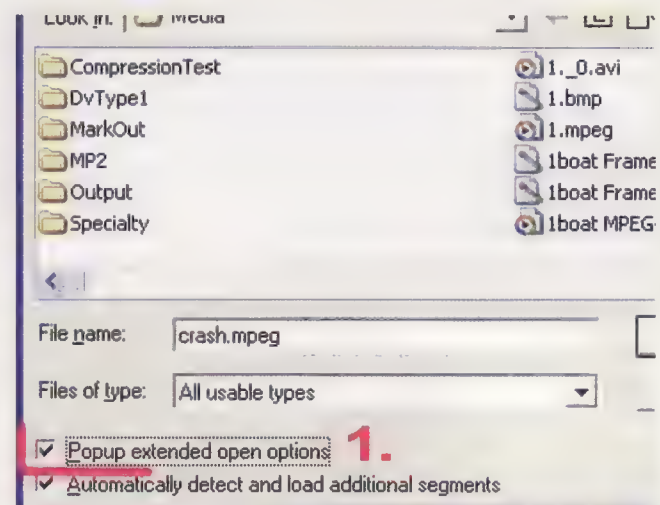 Look in: Media
CompressionTest
DvType1
MarkOut
MP2
Output
Specialty
1._0.avi
1.bmp
1.mpeg
1boat Frame
1boat Frame
1boat MPEG-
File name: crash.mpeg
Files of type: All usable types
Popup extended open options 1.
Automatically detect and load additional segments